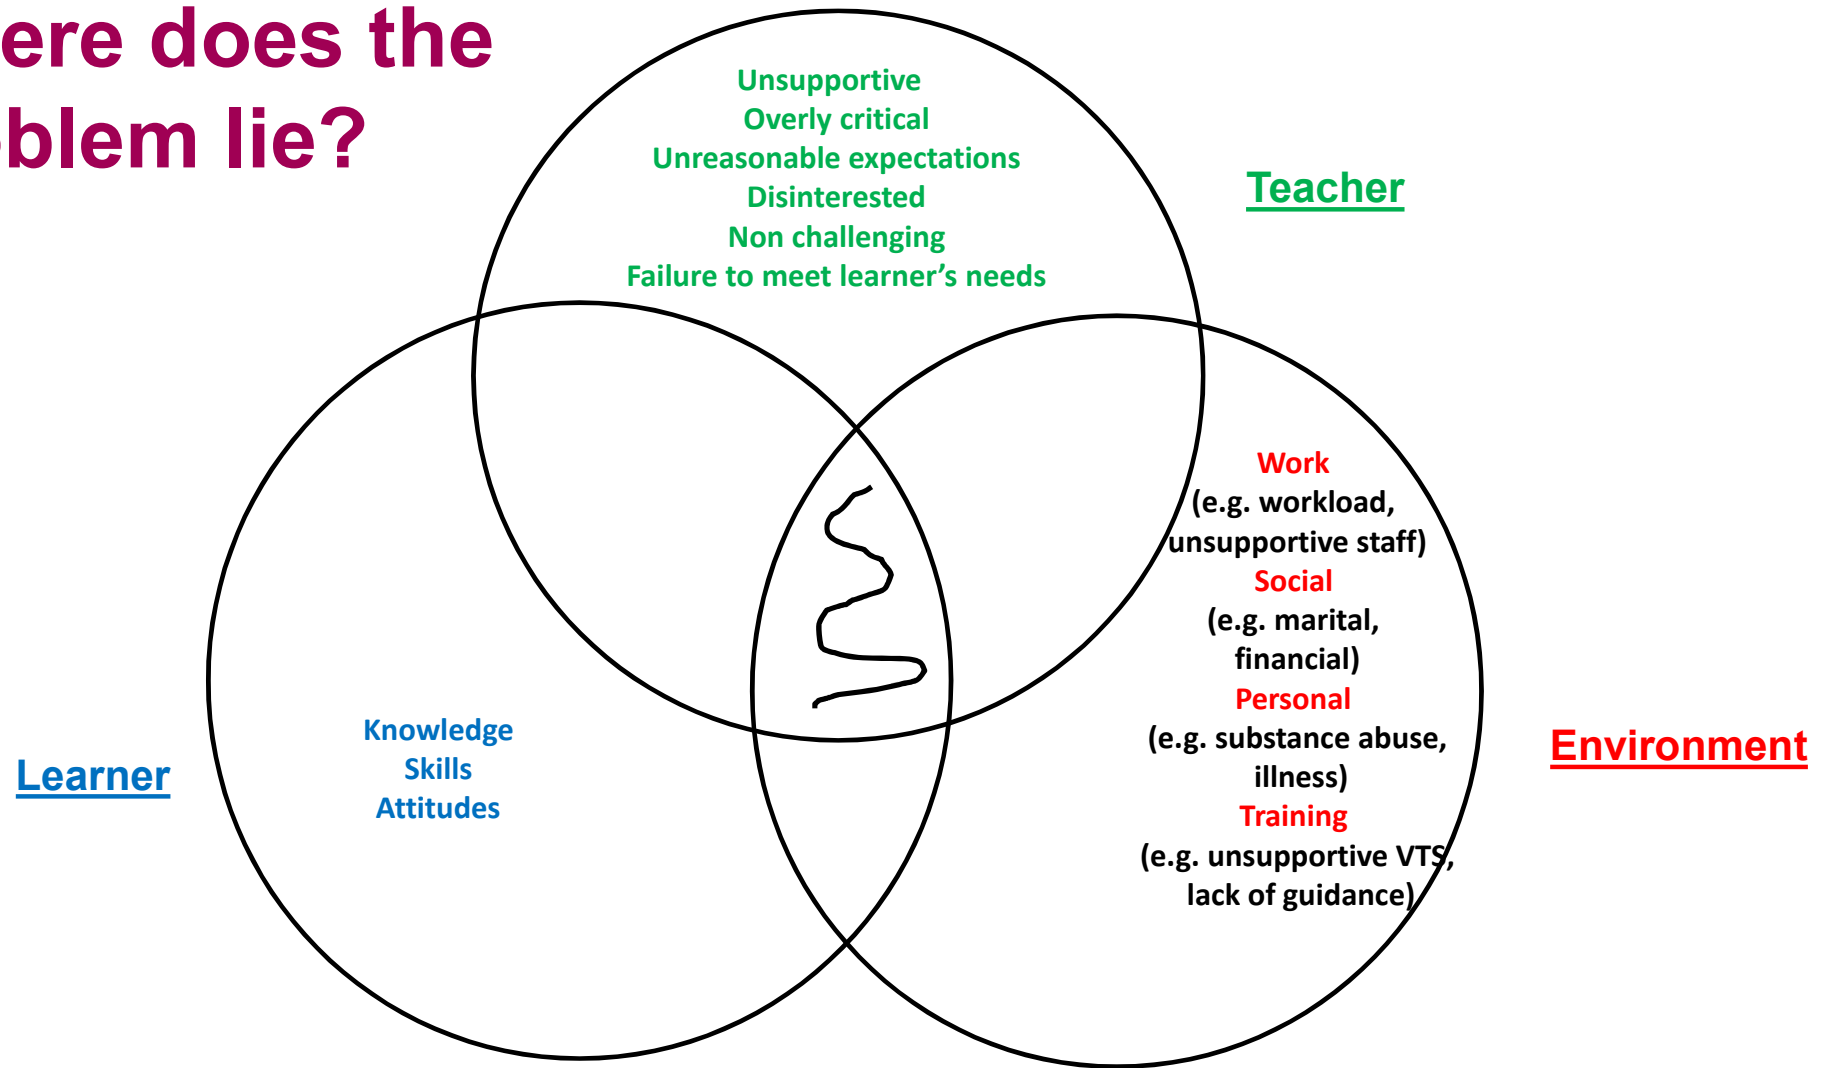 ere does the
blem lie?
Unsupportive
Overly critical
Unreasonable expectations
Disinterested
Non challenging
Failure to meet learner’s needs
Teacher
Work
(e.g. workload,
unsupportive staff)
Social
(e.g. marital,
financial)
Personal
(e.g. substance abuse,
illness)
Training
(e.g. unsupportive VTS,
lack of guidance)
Environment
Knowledge
Skills
Attitudes
Learner